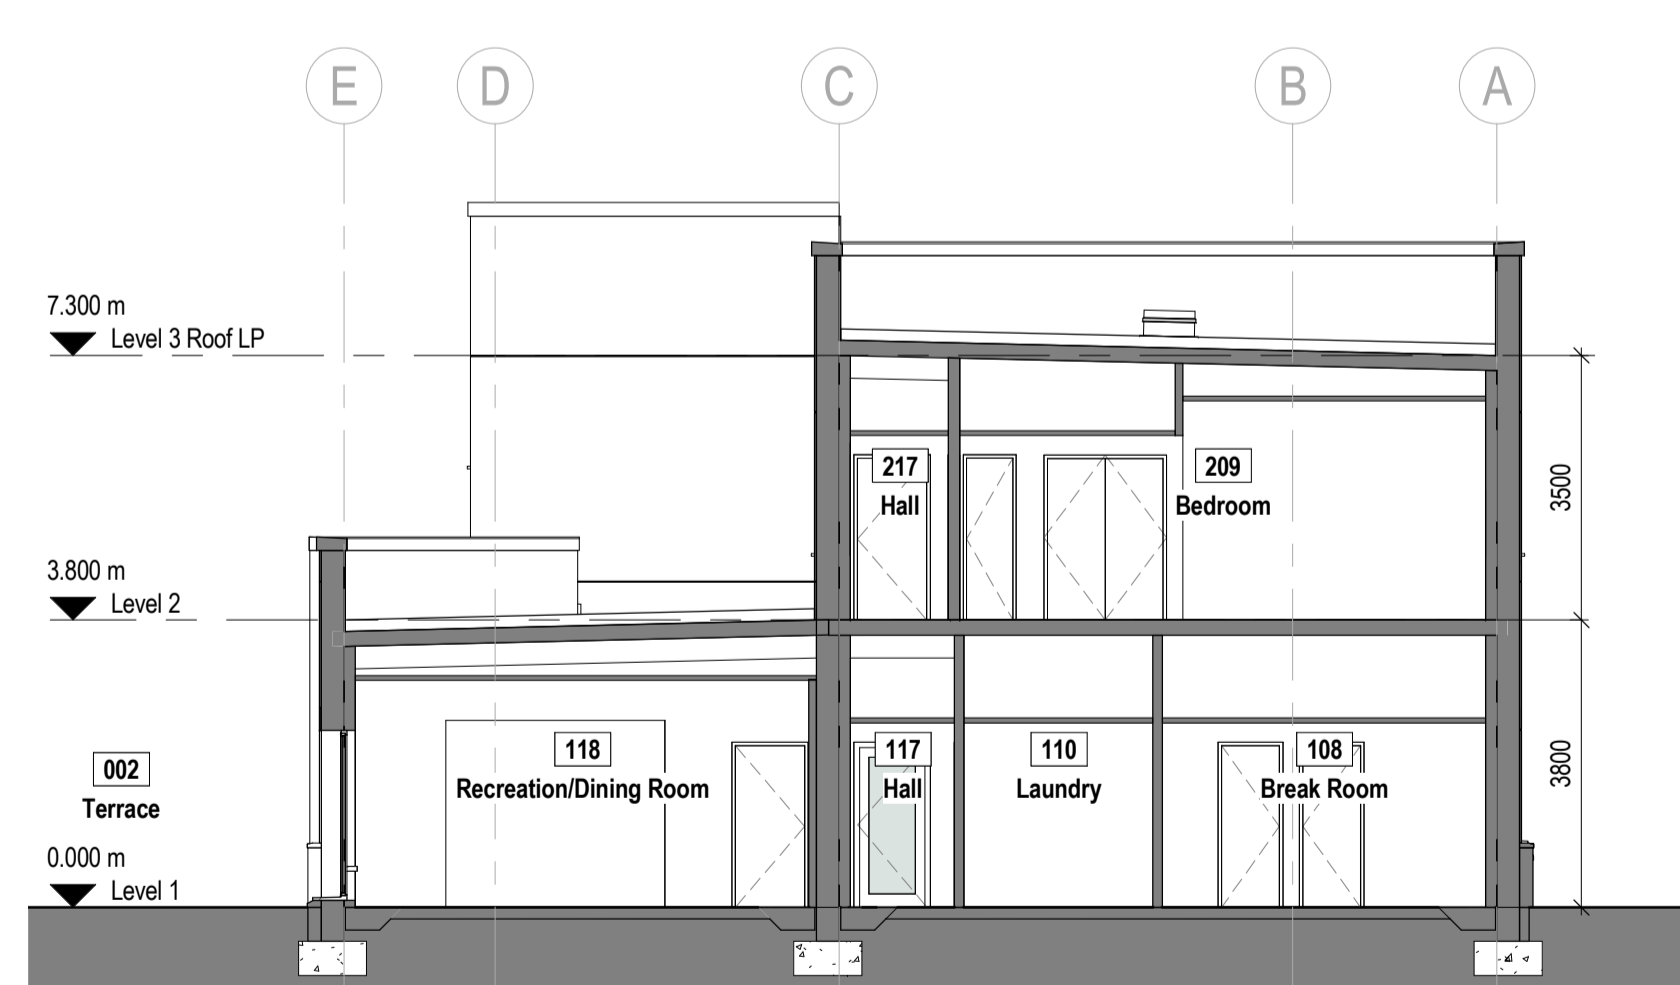 E D C B A
7.300 m
Level 3 Roof LP
217
Hall
209
Bedroom
3500
3.800 m
Level 2
002
Terrace
118
Recreation/Dining Room
117
Hall
110
Laundry
108
Break Room
3800
0.000 m
Level 1